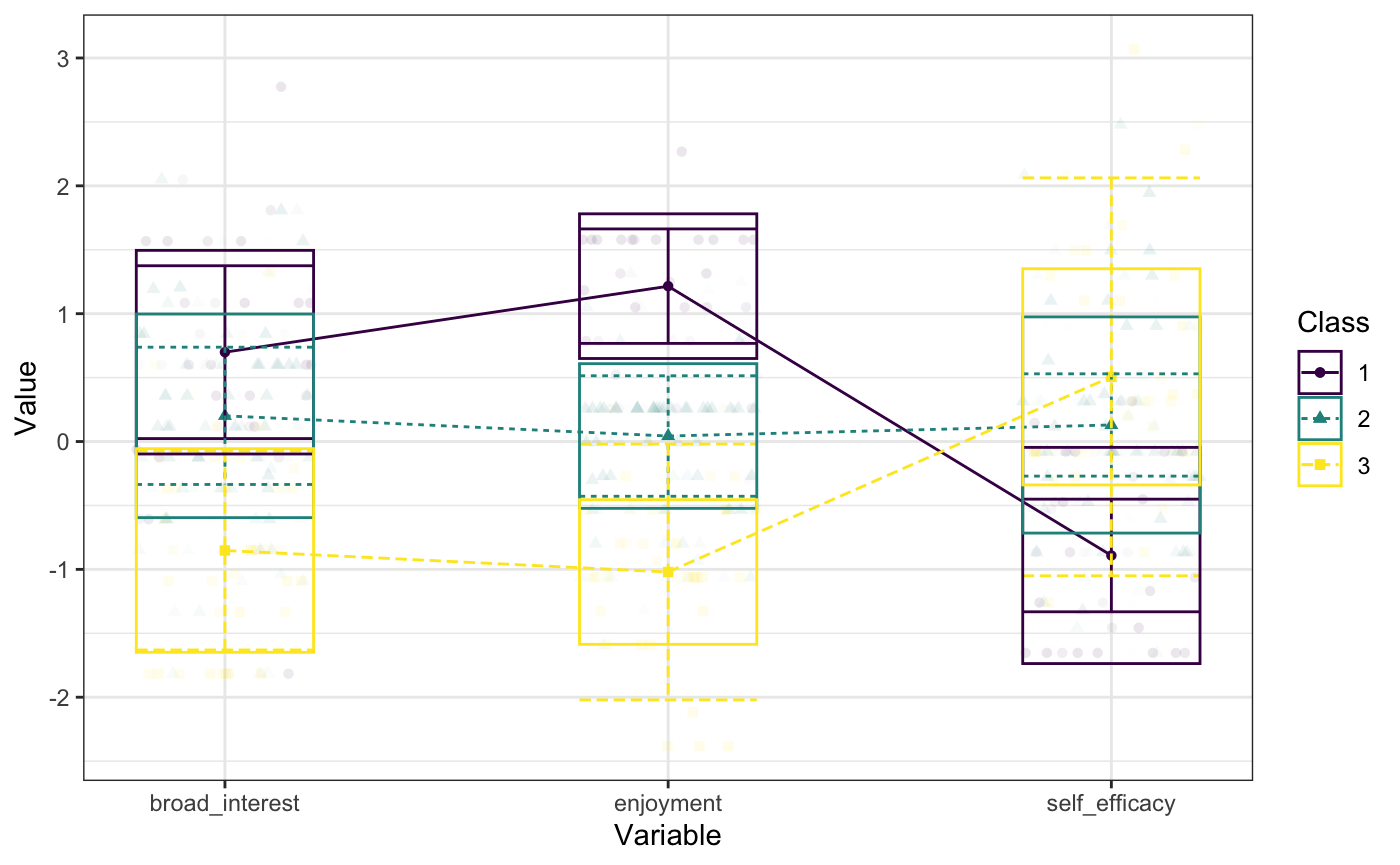 3
2
1
0
-1
-2
Value
broad_interest
enjoyment
self_efficacy
Variable
Class
1
2
3